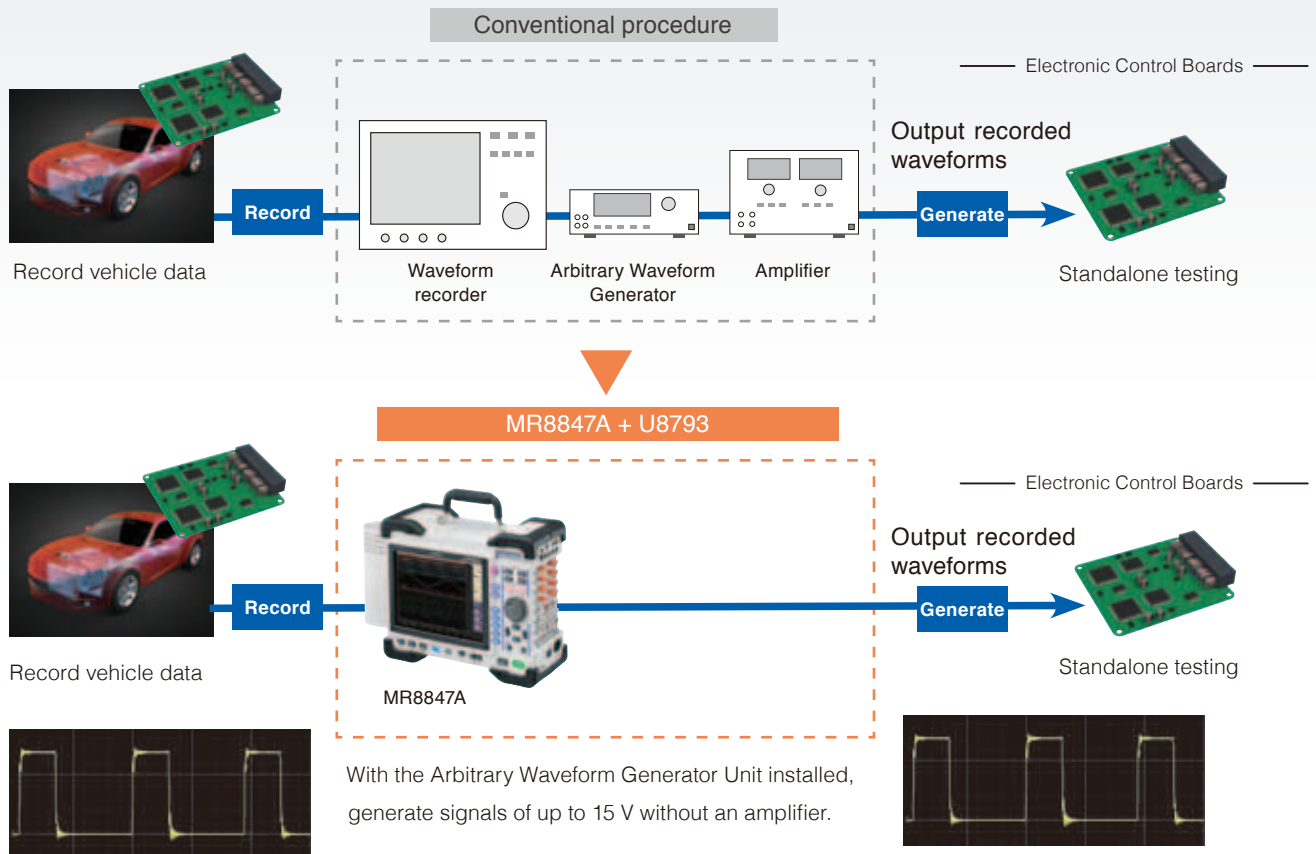 Conventional procedure
Electronic Control Boards
Output recorded
waveforms
Record
Generate
Record vehicle data
Waveform
recorder
Arbitrary Waveform
Generator
Amplifier
Standalone testing
MR8847A + U8793
Electronic Control Boards
Output recorded
waveforms
Record
Generate
Record vehicle data
MR8847A
Standalone testing
With the Arbitrary Waveform Generator Unit installed,
generate signals of up to 15 V without an amplifier.